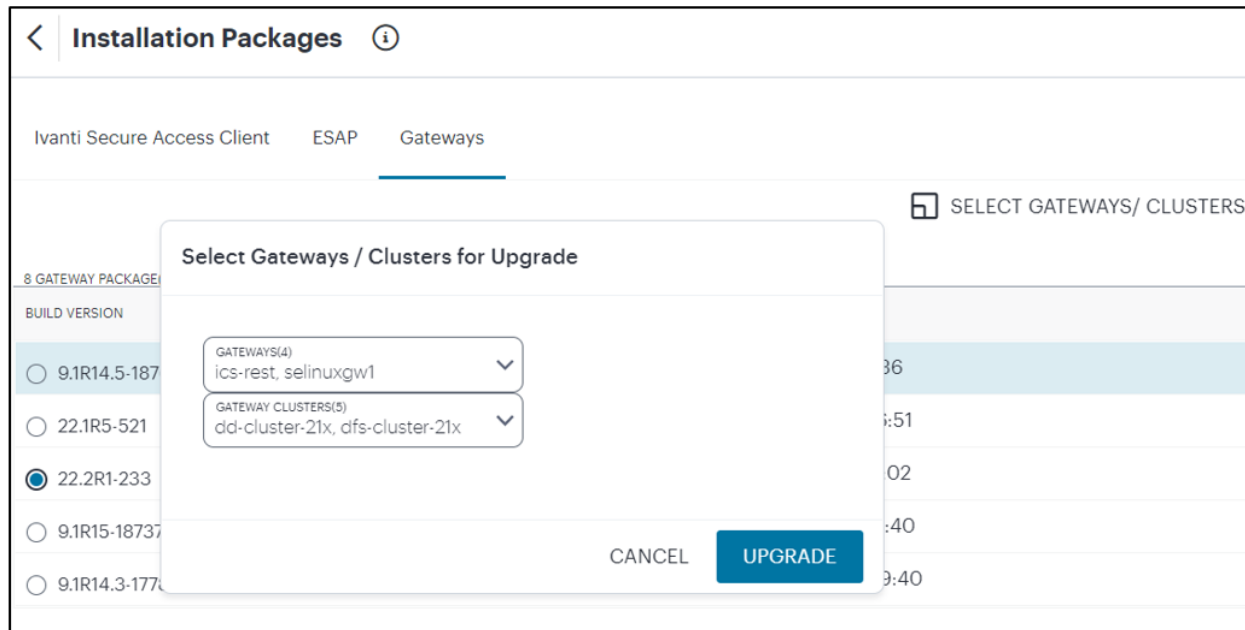 Installation Packages
Ivanti Secure Access Client ESAP Gateways
SELECT GATEWAYS/ CLUSTERS
Select Gateways / Clusters for Upgrade
8 GATEWAY PACKAGE
BUILD VERSION
GATEWAYS(4)
ics-rest, selinuxgw1
GATEWAY CLUSTERS(5)
dd-cluster-21x, dfs-cluster-21x
9.1R14.5-187 36
22.1R5-521 :51
22.2R1-233 :02
9.1R15-18737 :40
9.1R14.3-177 9:40
CANCEL UPGRADE